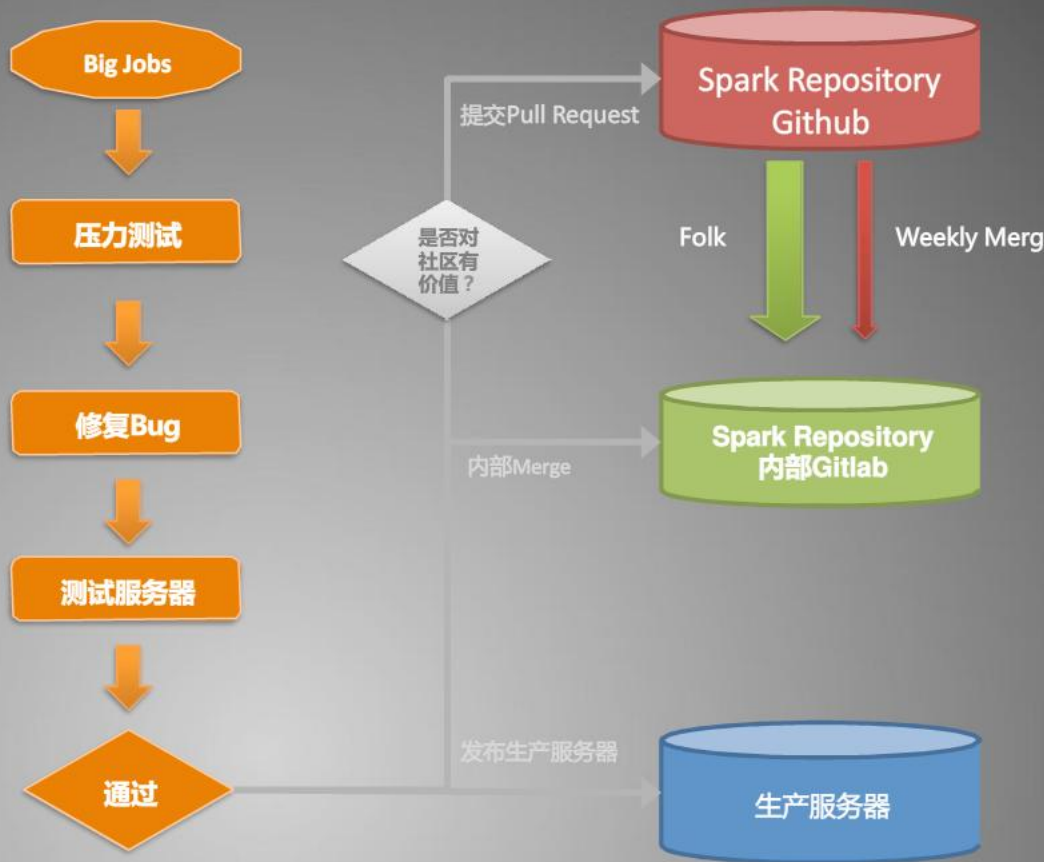 Big Jobs
Spark Repository
Github
提交Pull Request
压力测试
是否对
社区有
价值？
Folk
Weekly Merg
修复Bug
Spark Repository
内部Gitlab
内部Merge
测试服务器
发布生产服务器
通过
生产服务器